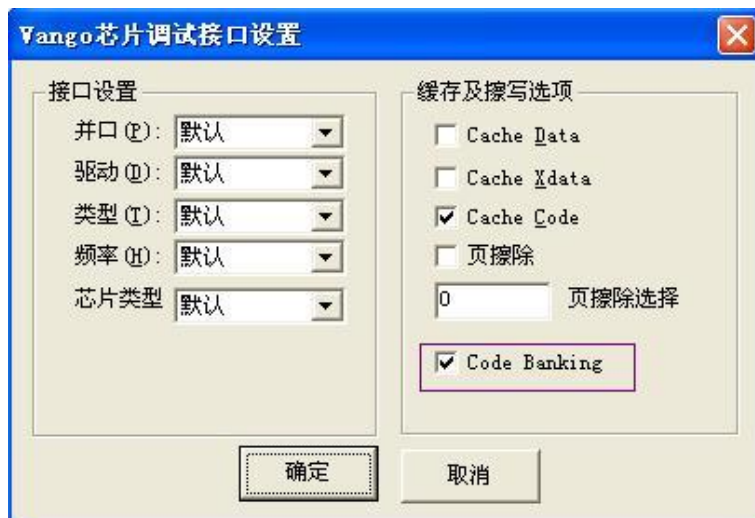 Vango芯片调试接口设置
接口设置
并口(P): 默认
驱动(D): 默认
类型(T): 默认
频率(H): 默认
芯片类型 默认
缓存及擦写选项
Cache Data
Cache Xdata
Cache Code
页擦除
0 页擦除选择
Code Banking
确定 取消